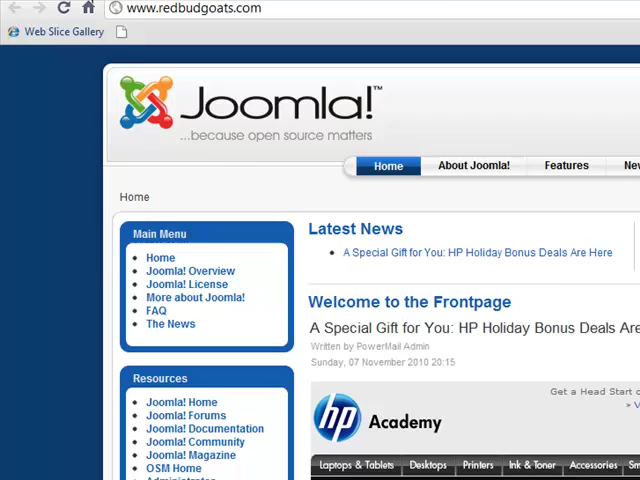 www.redbudgoats.com
Web Slice Gallery
Joomla!™
...because open source matters
Home
About Joomla!
Features
Home
Main Menu
Home
Joomla! Overview
Joomla! License
More about Joomla!
FAQ
The News
Resources
Joomla! Home
Joomla! Forums
Joomla! Documentation
Joomla! Community
Joomla! Magazine
OSM Home
Latest News
A Special Gift for You: HP Holiday Bonus Deals Are Here
Welcome to the Frontpage
A Special Gift for You: HP Holiday Bonus Deals Are
Written by PowerMail Admin
Sunday, 07 November 2010 20:15
Get a Head Start o
» V
hp Academy
Laptops & Tablets
Desktops
Printers
Ink & Toner
Accessories